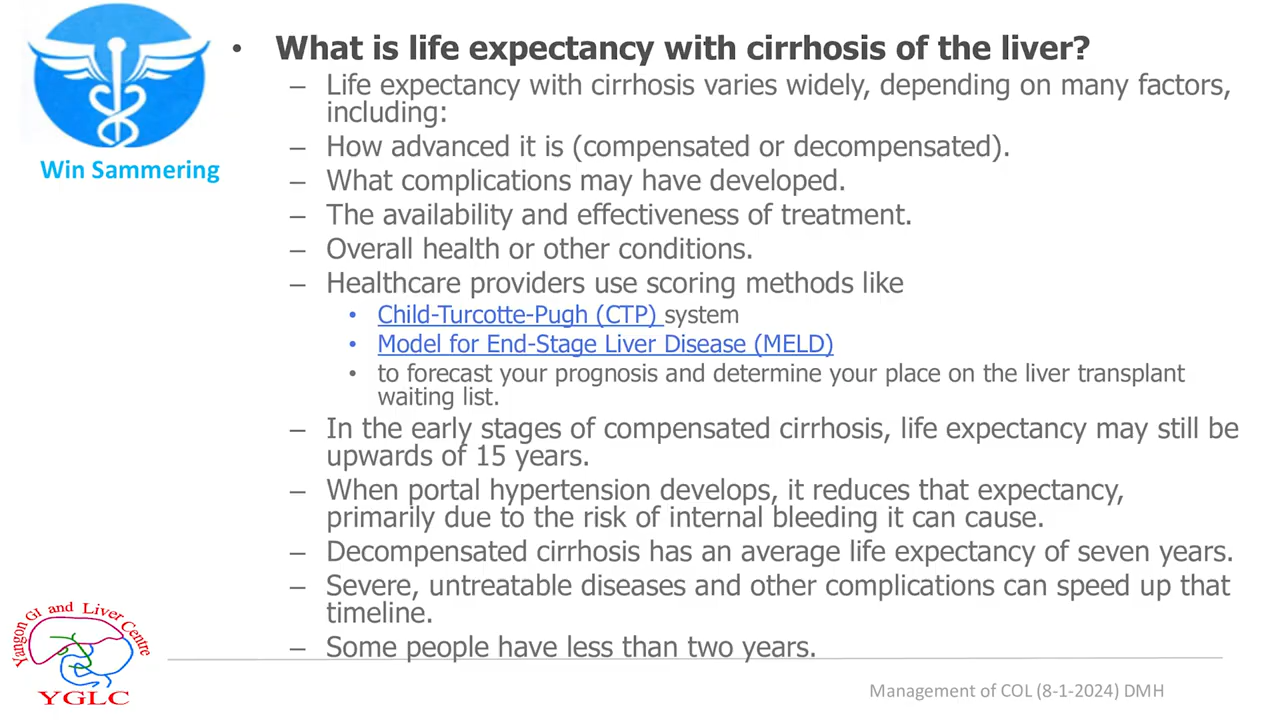 • What is life expectancy with cirrhosis of the liver?
– Life expectancy with cirrhosis varies widely, depending on many factors,
including:
– How advanced it is (compensated or decompensated).
– What complications may have developed.
– The availability and effectiveness of treatment.
– Overall health or other conditions.
– Healthcare providers use scoring methods like
• Child-Turcotte-Pugh (CTP) system
• Model for End-Stage Liver Disease (MELD)
• to forecast your prognosis and determine your place on the liver transplant
waiting list.
– In the early stages of compensated cirrhosis, life expectancy may still be
upwards of 15 years.
– When portal hypertension develops, it reduces that expectancy,
primarily due to the risk of internal bleeding it can cause.
– Decompensated cirrhosis has an average life expectancy of seven years.
– Severe, untreatable diseases and other complications can speed up that
timeline.
– Some people have less than two years.
Win Sammering
Yangon GI and Liver Centre
YGLC
Management of COL (8-1-2024) DMH